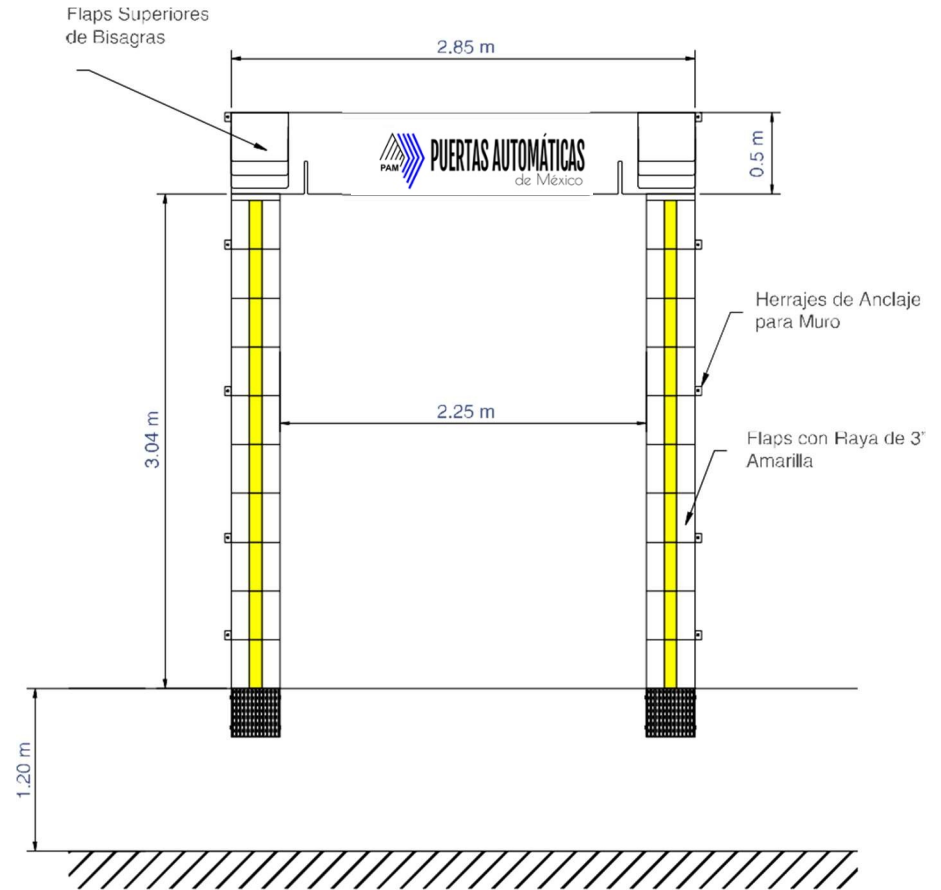 Flaps Superiores
de Bisagras
2.85 m
0.5 m
PAM
PUERTAS AUTOMÁTICAS
de México
Herrajes de Anclaje
para Muro
3.04 m
2.25 m
Flaps con Raya de 3"
Amarilla
1.20 m